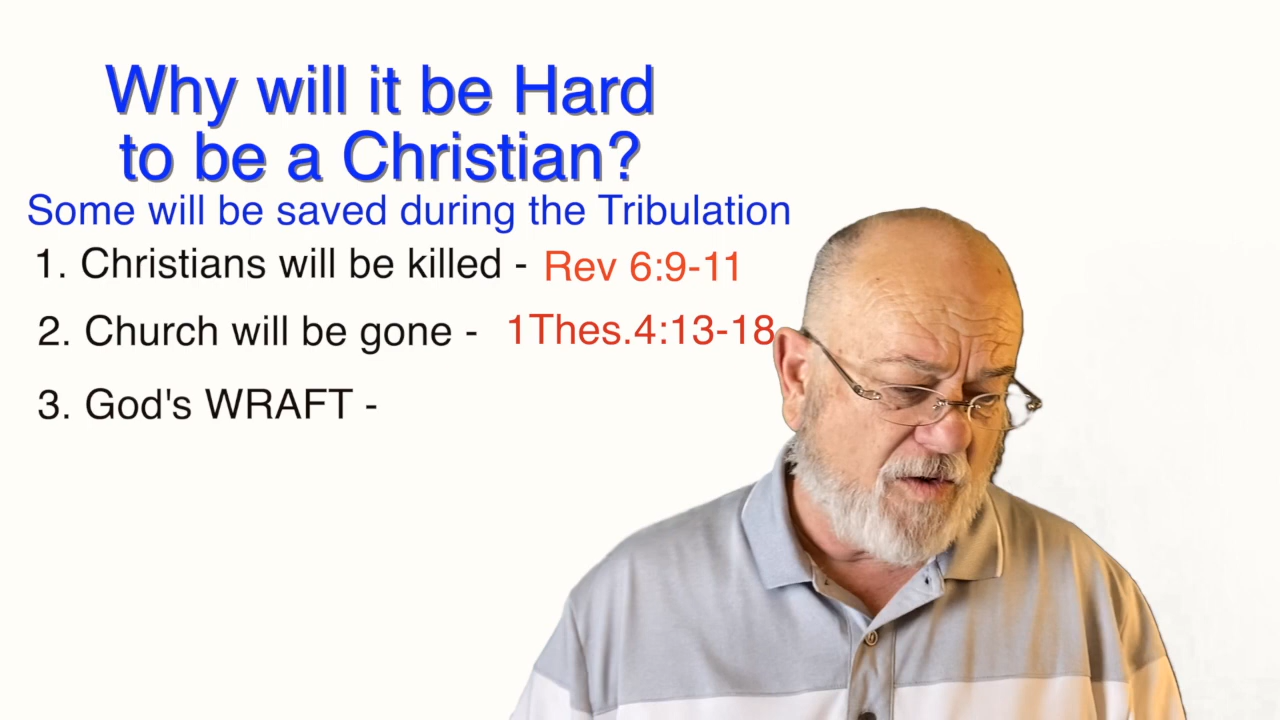 Why will it be Hard
to be a Christian?
Some will be saved during the Tribulation
1. Christians will be killed - Rev 6:9-11
2. Church will be gone - 1Thes.4:13-18
3. God's WRAFT -